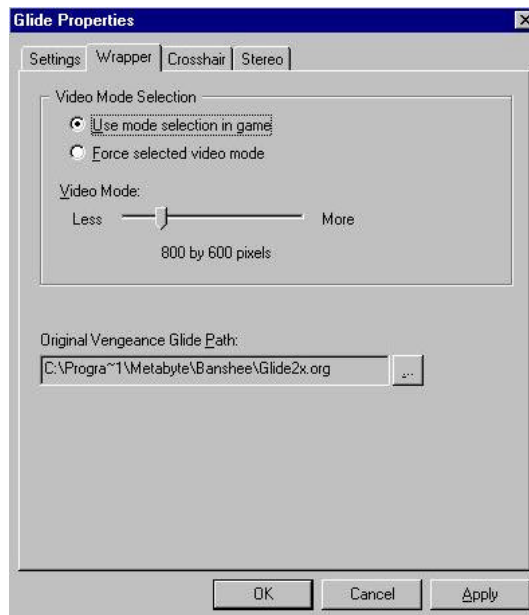 Glide Properties
Settings Wrapper Crosshair Stereo
Video Mode Selection
Use mode selection in game
Force selected video mode
Video Mode:
Less More
800 by 600 pixels
Original Vengeance Glide Path:
C:\Progra~1\Metabyte\Banshee\Glide2x.org ...
OK Cancel Apply